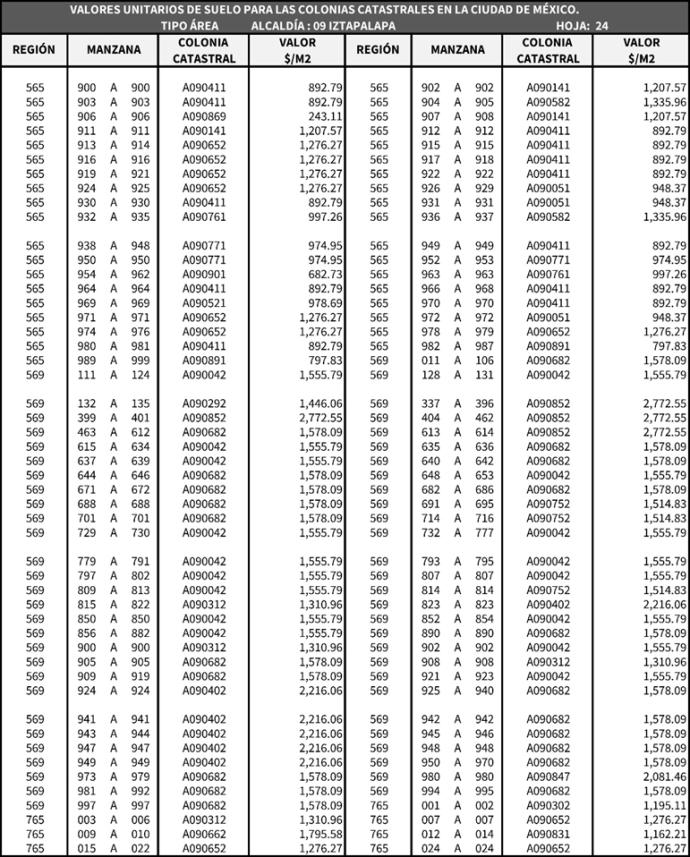 VALORES UNITARIOS DE SUELO PARA LAS COLONIAS CATASTRALES EN LA CIUDAD DE MÉXICO.
TIPO ÁREA ALCALDÍA : 09 IZTAPALAPA HOJA: 24
REGIÓN MANZANA COLONIA CATASTRAL VALOR $/M2 REGIÓN MANZANA COLONIA CATASTRAL VALOR $/M2
565 900 A 900 A090411 892.79 565 902 A 902 A090141 1,207.57
565 903 A 903 A090411 892.79 565 904 A 905 A090582 1,335.96
565 906 A 906 A090869 243.11 565 907 A 908 A090141 1,207.57
565 911 A 911 A090141 1,207.57 565 912 A 912 A090411 892.79
565 913 A 914 A090652 1,276.27 565 915 A 915 A090411 892.79
565 916 A 916 A090652 1,276.27 565 917 A 918 A090411 892.79
565 919 A 921 A090652 1,276.27 565 922 A 922 A090411 892.79
565 924 A 925 A090652 1,276.27 565 926 A 929 A090051 948.37
565 930 A 930 A090411 892.79 565 931 A 931 A090051 948.37
565 932 A 935 A090761 997.26 565 936 A 937 A090582 1,335.96
565 938 A 948 A090771 974.95 565 949 A 949 A090411 892.79
565 950 A 950 A090771 974.95 565 952 A 953 A090771 974.95
565 954 A 962 A090901 682.73 565 963 A 963 A090761 997.26
565 964 A 964 A090411 892.79 565 966 A 968 A090411 892.79
565 969 A 969 A090521 978.69 565 970 A 970 A090411 892.79
565 971 A 971 A090652 1,276.27 565 972 A 972 A090051 948.37
565 974 A 976 A090652 1,276.27 565 978 A 979 A090652 1,276.27
565 980 A 981 A090411 892.79 565 982 A 987 A090891 797.83
565 989 A 999 A090891 797.83 569 011 A 106 A090682 1,578.09
569 111 A 124 A090042 1,555.79 569 128 A 131 A090042 1,555.79
569 132 A 135 A090292 1,446.06 569 337 A 396 A090852 2,772.55
569 399 A 401 A090852 2,772.55 569 404 A 462 A090852 2,772.55
569 463 A 612 A090682 1,578.09 569 613 A 614 A090852 2,772.55
569 615 A 634 A090042 1,555.79 569 635 A 636 A090682 1,578.09
569 637 A 639 A090042 1,555.79 569 640 A 642 A090682 1,578.09
569 644 A 646 A090682 1,578.09 569 648 A 653 A090042 1,555.79
569 671 A 672 A090682 1,578.09 569 682 A 686 A090682 1,578.09
569 688 A 688 A090682 1,578.09 569 691 A 695 A090752 1,514.83
569 701 A 701 A090682 1,578.09 569 714 A 716 A090752 1,514.83
569 729 A 730 A090042 1,555.79 569 732 A 777 A090042 1,555.79
569 779 A 791 A090042 1,555.79 569 793 A 795 A090042 1,555.79
569 797 A 802 A090042 1,555.79 569 807 A 807 A090042 1,555.79
569 809 A 813 A090042 1,555.79 569 814 A 814 A090752 1,514.83
569 815 A 822 A090312 1,310.96 569 823 A 823 A090402 2,216.06
569 850 A 850 A090042 1,555.79 569 852 A 854 A090042 1,555.79
569 856 A 882 A090042 1,555.79 569 890 A 890 A090682 1,578.09
569 900 A 900 A090312 1,310.96 569 902 A 902 A090042 1,555.79
569 905 A 905 A090682 1,578.09 569 908 A 908 A090312 1,310.96
569 909 A 919 A090682 1,578.09 569 921 A 923 A090042 1,555.79
569 924 A 924 A090402 2,216.06 569 925 A 940 A090682 1,578.09
569 941 A 941 A090402 2,216.06 569 942 A 942 A090682 1,578.09
569 943 A 944 A090402 2,216.06 569 945 A 946 A090682 1,578.09
569 947 A 947 A090402 2,216.06 569 948 A 948 A090682 1,578.09
569 949 A 949 A090402 2,216.06 569 950 A 970 A090682 1,578.09
569 973 A 979 A090682 1,578.09 569 980 A 980 A090847 2,081.46
569 981 A 992 A090682 1,578.09 569 994 A 995 A090682 1,578.09
569 997 A 997 A090682 1,578.09 765 001 A 002 A090302 1,195.11
765 003 A 006 A090312 1,310.96 765 007 A 007 A090652 1,276.27
765 009 A 010 A090662 1,795.58 765 012 A 014 A090831 1,162.21
765 015 A 022 A090652 1,276.27 765 024 A 024 A090652 1,276.27